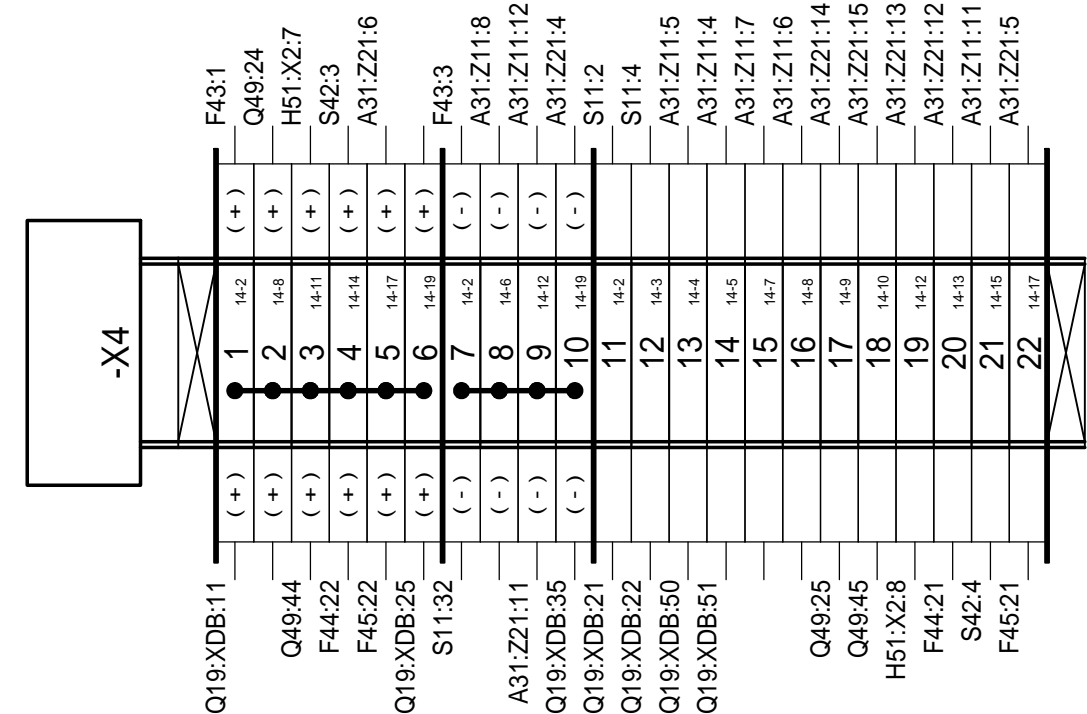 -X4
F43:1
Q49:24
H51:X2:7
S42:3
A31:Z21:6
F43:3
A31:Z11:8
A31:Z11:12
A31:Z21:4
S11:2
S11:4
A31:Z11:5
A31:Z11:4
A31:Z11:7
A31:Z11:6
A31:Z21:14
A31:Z21:15
A31:Z21:13
A31:Z21:12
A31:Z11:11
A31:Z21:5
( + )
( + )
( + )
( + )
( + )
( + )
( - )
( - )
( - )
( - )
14-2
14-8
14-11
14-14
14-17
14-19
14-2
14-6
14-12
14-19
14-2
14-3
14-4
14-5
14-7
14-8
14-9
14-10
14-12
14-13
14-15
14-17
1
2
3
4
5
6
7
8
9
10
11
12
13
14
15
16
17
18
19
20
21
22
( + )
( + )
( + )
( + )
( + )
( + )
( - )
( - )
( - )
( - )
Q19:XDB:11
Q49:44
F44:22
F45:22
Q19:XDB:25
S11:32
A31:Z21:11
Q19:XDB:35
Q19:XDB:21
Q19:XDB:22
Q19:XDB:50
Q19:XDB:51
Q49:25
Q49:45
H51:X2:8
F44:21
S42:4
F45:21